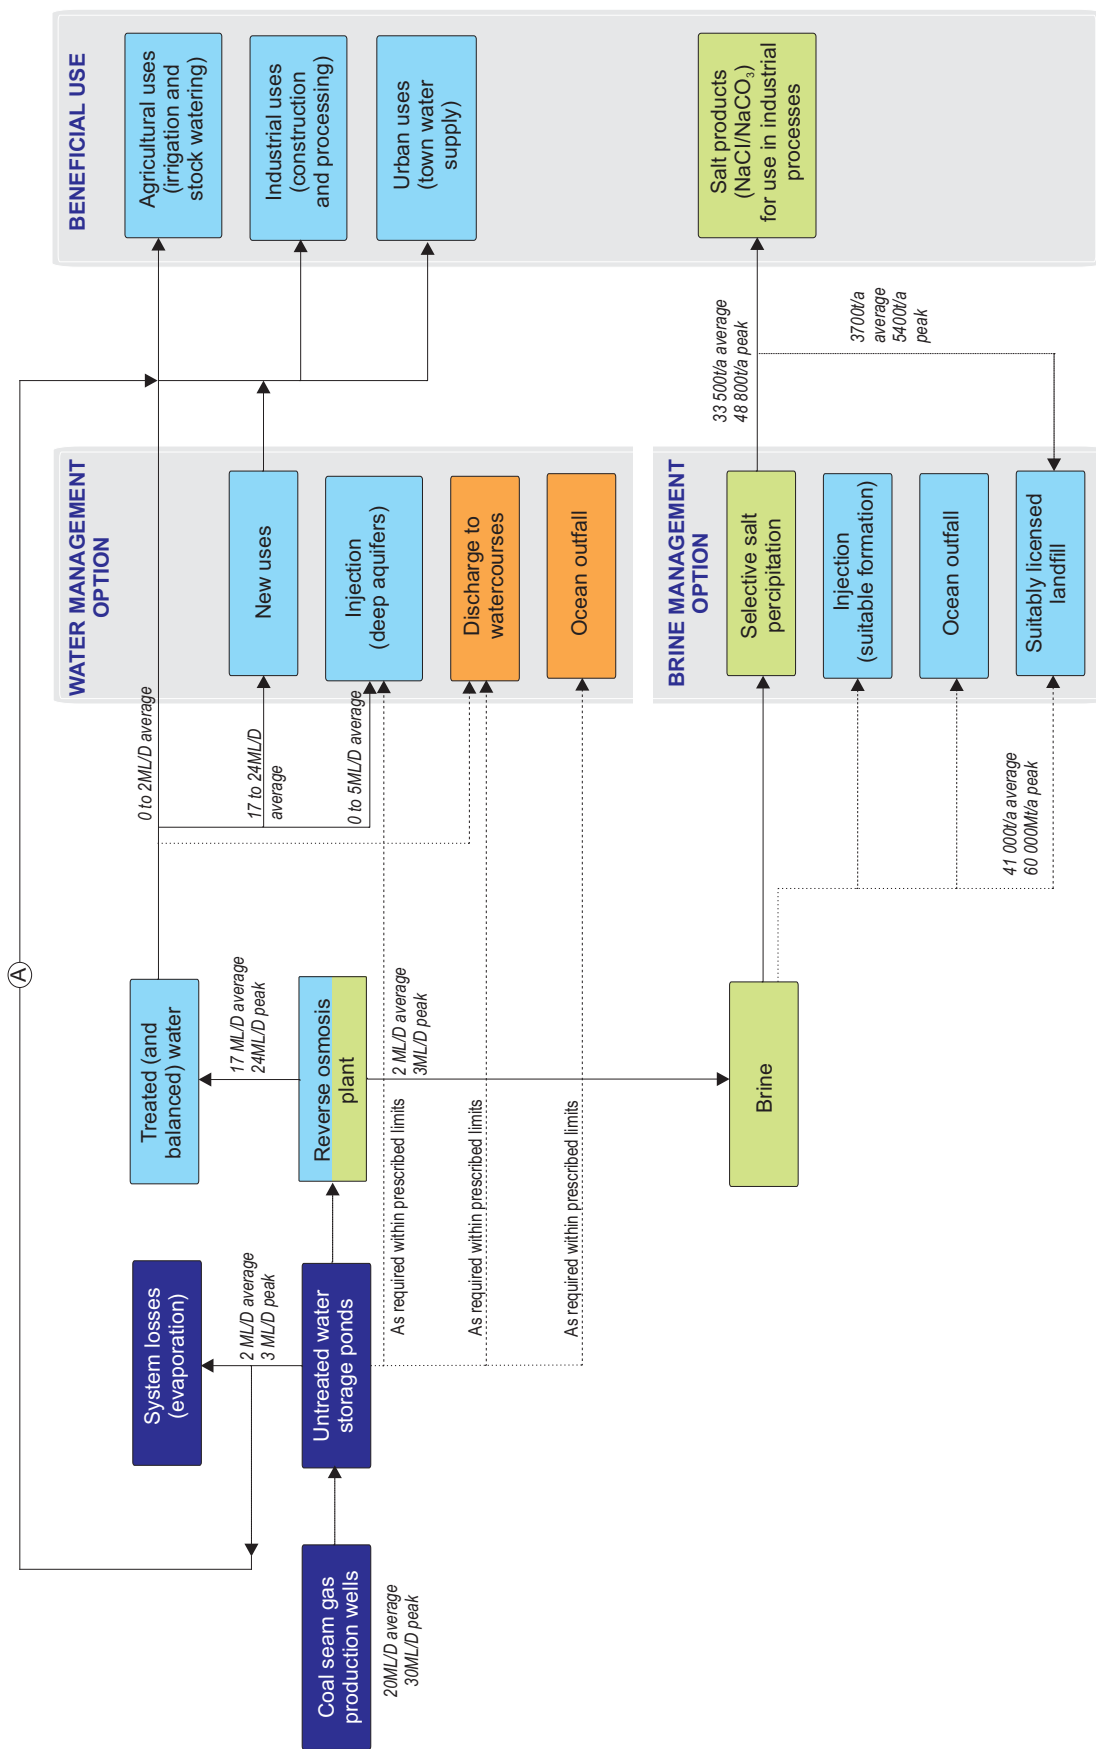 Coal seam gas
production wells
20ML/D average
30ML/D peak
System losses
(evaporation)
2 ML/D average
3 ML/D peak
Untreated water
storage ponds
A
Treated (and
balanced) water
17 ML/D average
24ML/D peak
Reverse osmosis
plant
2 ML/D average
3ML/D peak
As required within prescribed limits
As required within prescribed limits
As required within prescribed limits
Brine
0 to 2ML/D average
17 to 24ML/D
average
0 to 5ML/D average
41 000t/a average
60 000Mt/a peak
WATER MANAGEMENT
OPTION
New uses
Injection
(deep aquifers)
Discharge to
watercourses
Ocean outfall
BRINE MANAGEMENT
OPTION
Selective salt
percipitation
Injection
(suitable formation)
Ocean outfall
Suitably licensed
landfill
33 500t/a average
48 800t/a peak
3700t/a
average
5400t/a
peak
BENEFICIAL USE
Agricultural uses
(irrigation and
stock watering)
Industrial uses
(construction
and processing)
Urban uses
(town water
supply)
Salt products
(NaCl/NaCO₃)
for use in industrial
processes